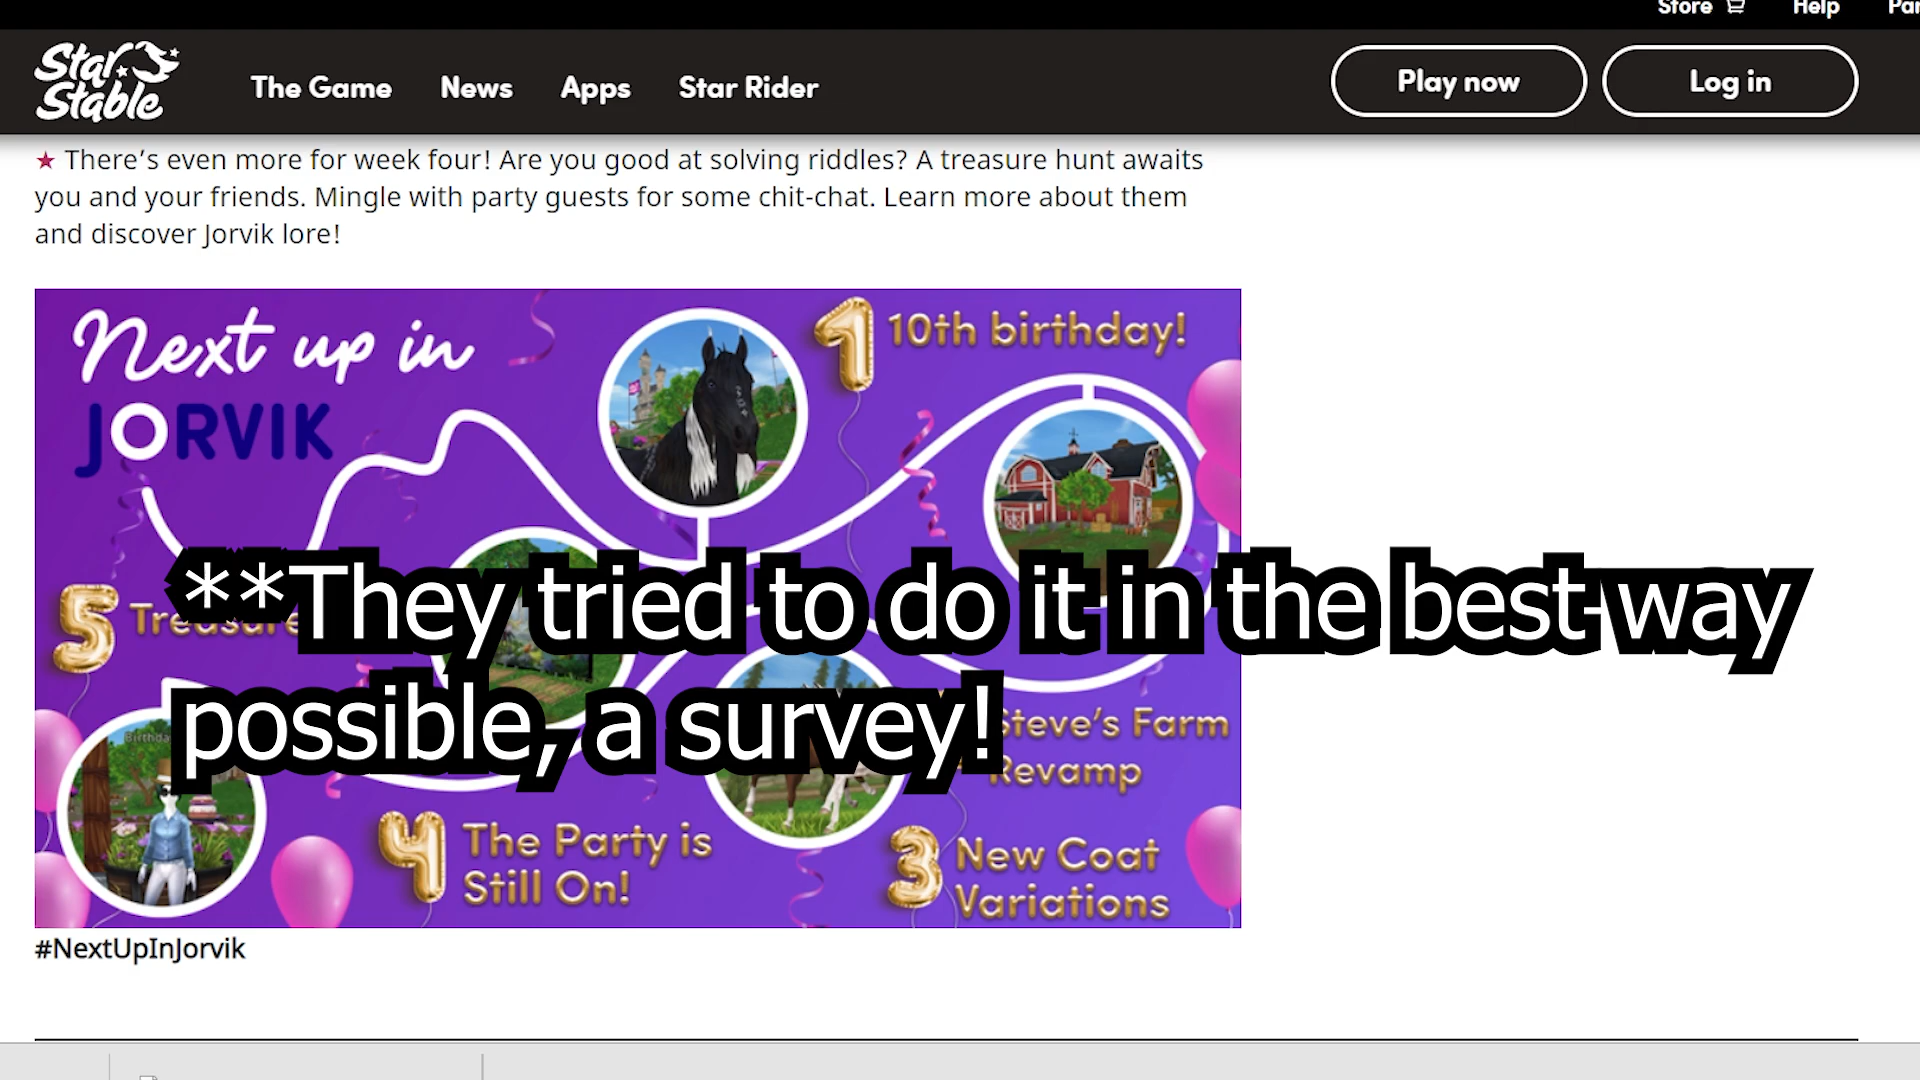 Store Help
Star Stable
The Game News Apps Star Rider Play now Log in
★ There's even more for week four! Are you good at solving riddles? A treasure hunt awaits
you and your friends. Mingle with party guests for some chit-chat. Learn more about them
and discover Jorvik lore!
Next up in
JORVIK
1 10th birthday!
**They tried to do it in the best way
possible, a survey!
5
Steve's Farm
Revamp
4 The Party is
Still On!
3 New Coat
Variations
#NextUpInJorvik